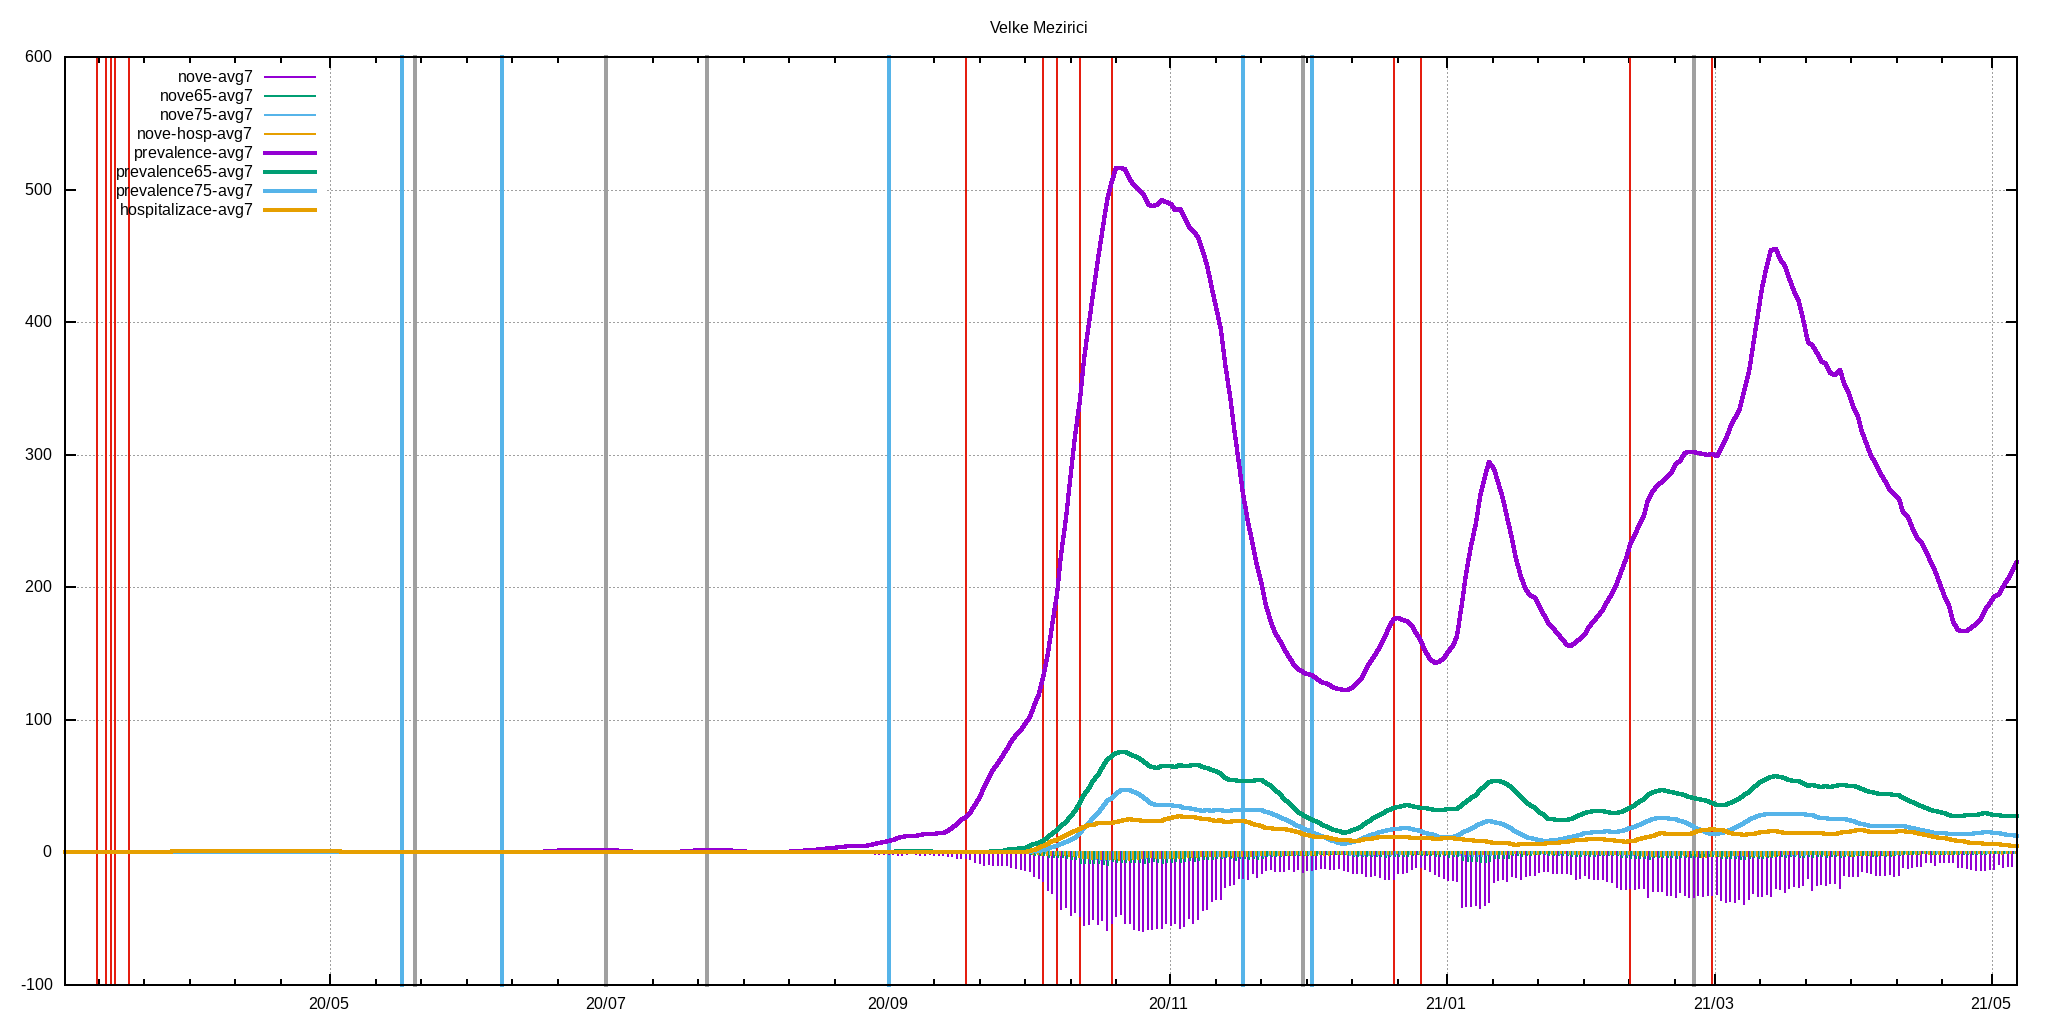 Velke Mezirici
600
500
400
300
200
100
0
-100
nove-avg7
nove65-avg7
nove75-avg7
nove-hosp-avg7
prevalence-avg7
prevalence65-avg7
prevalence75-avg7
hospitalizace-avg7
20/05 20/07 20/09 20/11 21/01 21/03 21/05